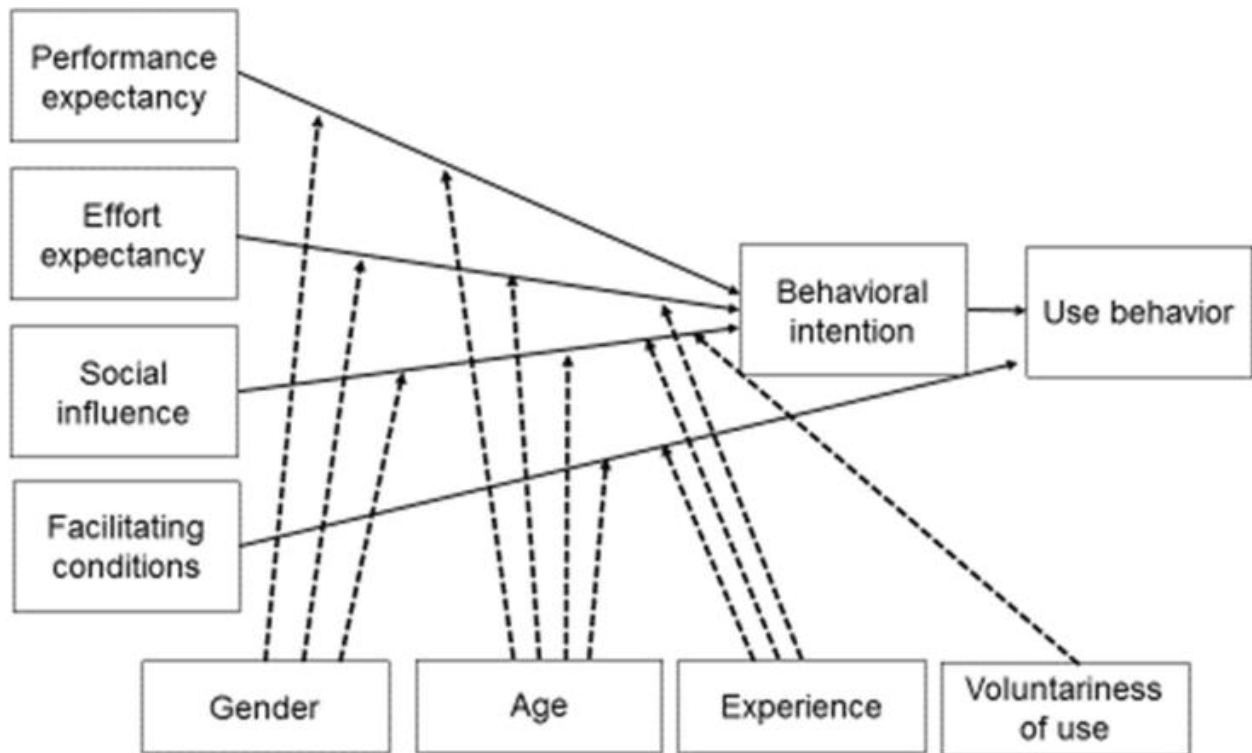 Performance
expectancy
Effort
expectancy
Social
influence
Facilitating
conditions
Behavioral
intention
Use behavior
Gender
Age
Experience
Voluntariness
of use